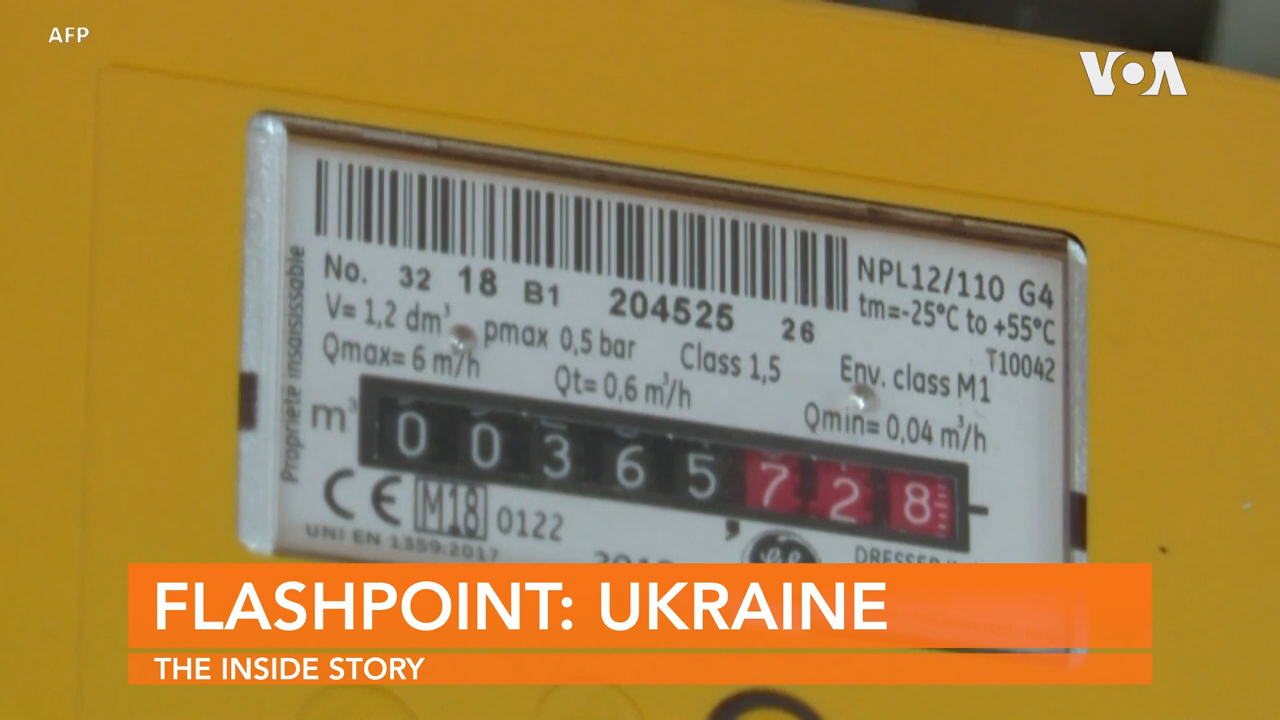 AFP
VOA
No. 32 18 B1 204525 26
NPL12/110 G4
tm=-25°C to +55°C
T10042
V= 1,2 dm³ pmax 0,5 bar Class 1,5 Env. class M1
Qmax= 6 m³/h Qt= 0,6 m³/h Qmin= 0,04 m³/h
Propriété insaisissable
m³ 0 0 3 6 5 7 2 8
CE M18 0122
UNI EN 1359:2017
DRESSER
FLASHPOINT: UKRAINE
THE INSIDE STORY